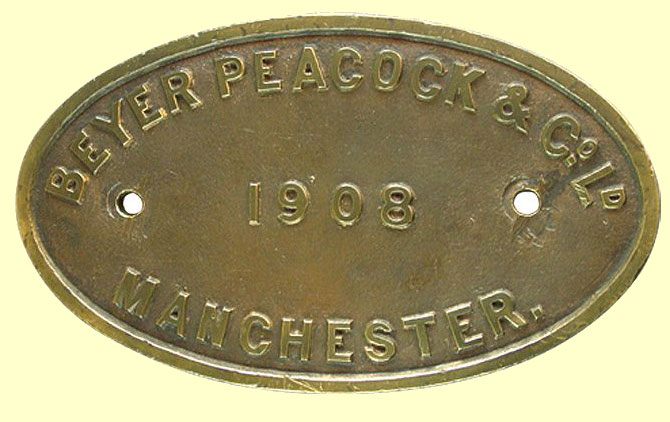 BEYER PEACOCK & Co LD
1908
MANCHESTER.